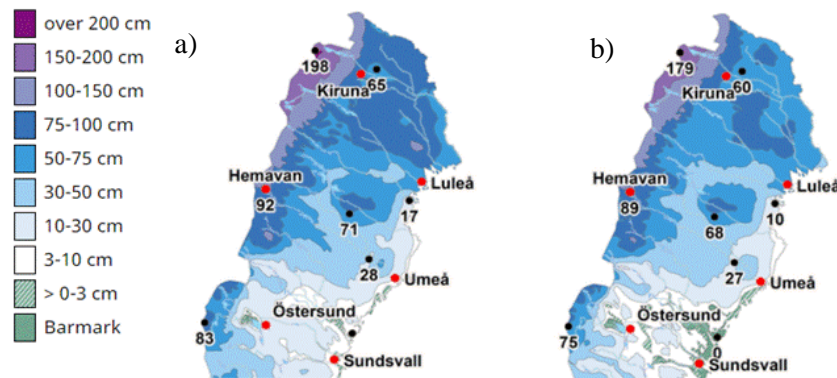 over 200 cm
150-200 cm
100-150 cm
75-100 cm
50-75 cm
30-50 cm
10-30 cm
3-10 cm
> 0-3 cm
Barmark
a)
198
65
Kiruna
Hemavan
92
Luleå
17
71
28
Umeå
Östersund
83
Sundsvall
b)
179
60
Kiruna
Hemavan
89
Luleå
10
68
27
Umeå
Östersund
75
0
Sundsvall